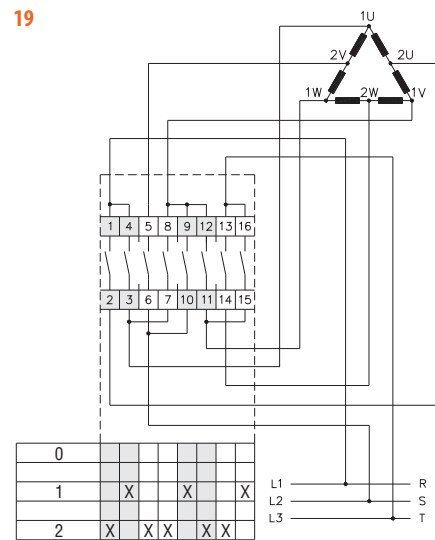 19
1U
2V 2U
1W 2W 1V
1 4 5 8 9 12 13 16
2 3 6 7 10 11 14 15
0
1 X X X
2 X X X X X
L1 R
L2 S
L3 T